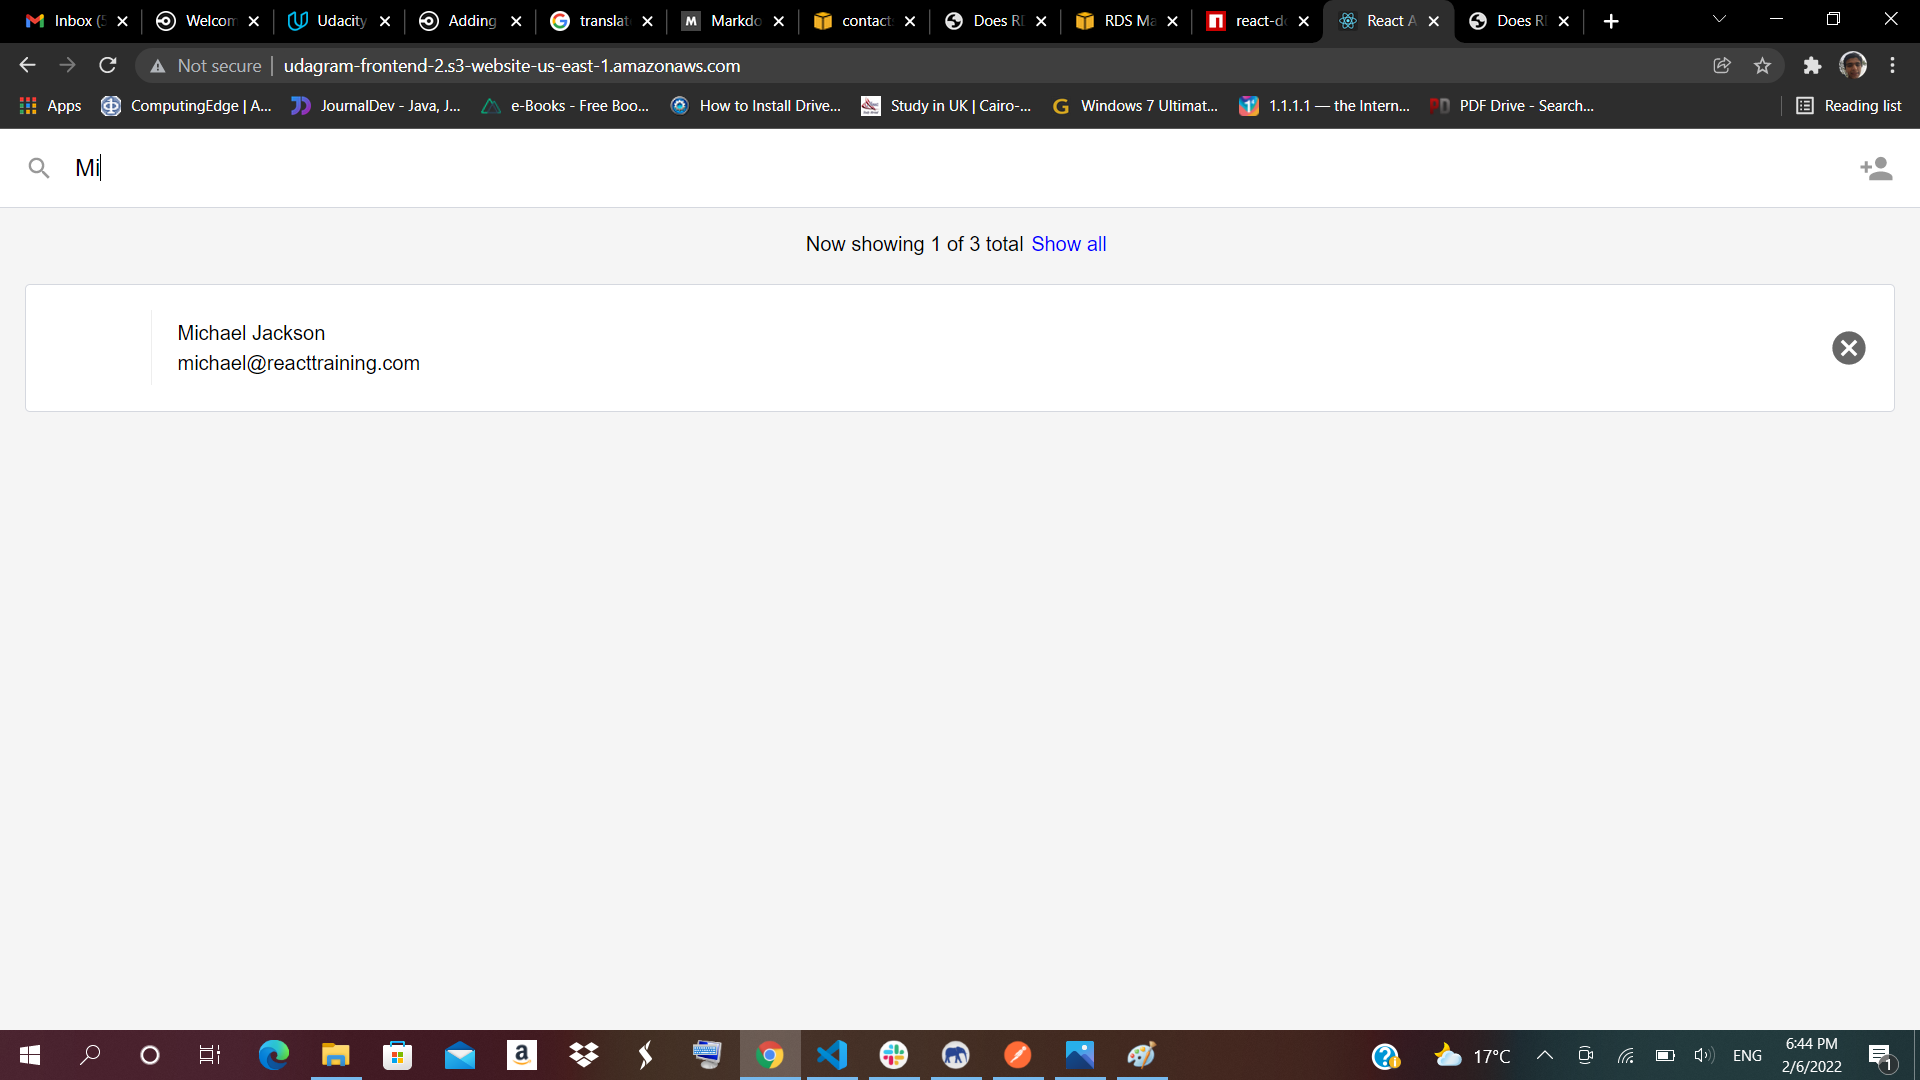 Inbox (5
Welcom
Udacity
Adding
translat
M
Markdo
contact
Does R
RDS Ma
react-d
React A
Does R
Not secure
udagram-frontend-2.s3-website-us-east-1.amazonaws.com
Apps
ComputingEdge | A...
JournalDev - Java, J...
e-Books - Free Boo...
How to Install Drive...
Study in UK | Cairo-...
Windows 7 Ultimat...
1.1.1.1 — the Intern...
PDF Drive - Search...
Reading list
Mi
Now showing 1 of 3 total Show all
Michael Jackson
michael@reacttraining.com
17°C
ENG
6:44 PM
2/6/2022
1